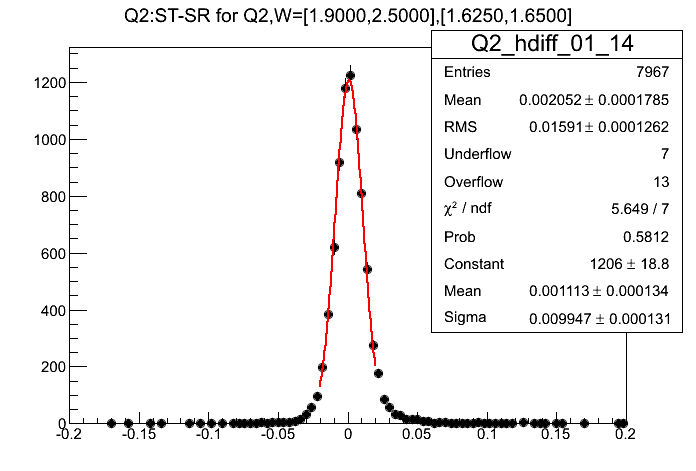 Q2:ST-SR for Q2,W=[1.9000,2.5000],[1.6250,1.6500]
Q2_hdiff_01_14
Entries 7967
Mean 0.002052 ± 0.0001785
RMS 0.01591 ± 0.0001262
Underflow 7
Overflow 13
χ² / ndf 5.649 / 7
Prob 0.5812
Constant 1206 ± 18.8
Mean 0.001113 ± 0.000134
Sigma 0.009947 ± 0.000131
1200
1000
800
600
400
200
0
-0.2 -0.15 -0.1 -0.05 0 0.05 0.1 0.15 0.2